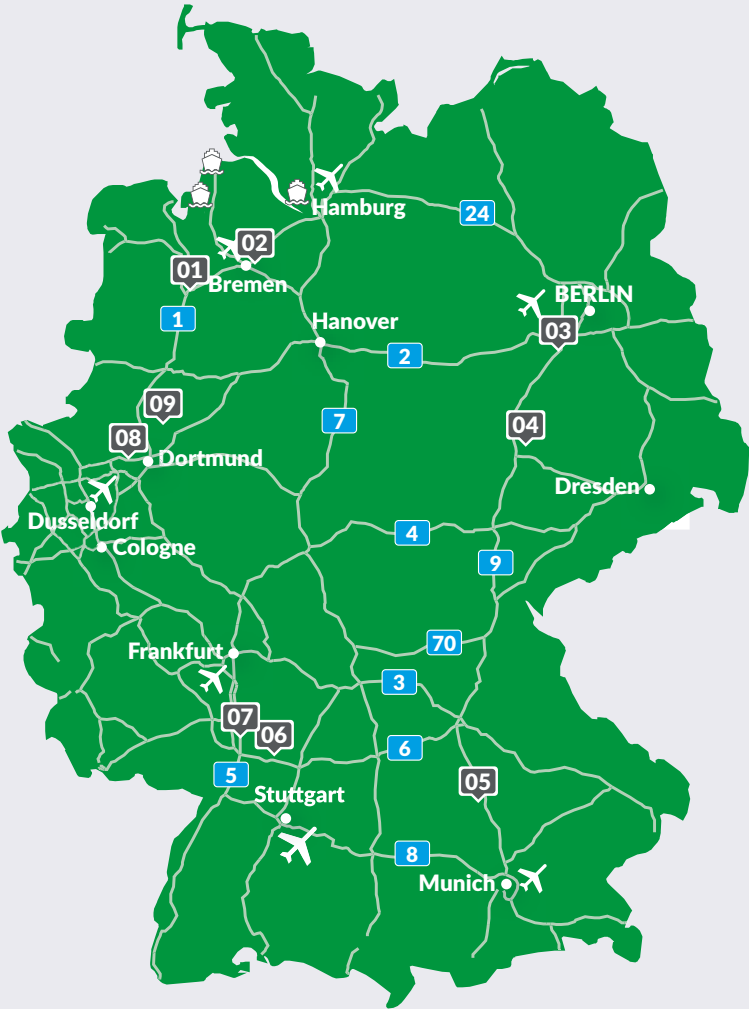 Hamburg
24
02
01
Bremen
BERLIN
1
Hanover
03
2
09
7
04
08
Dortmund
Dresden
Dusseldorf
4
Cologne
9
Frankfurt
70
3
07
06
6
5
05
Stuttgart
8
Munich